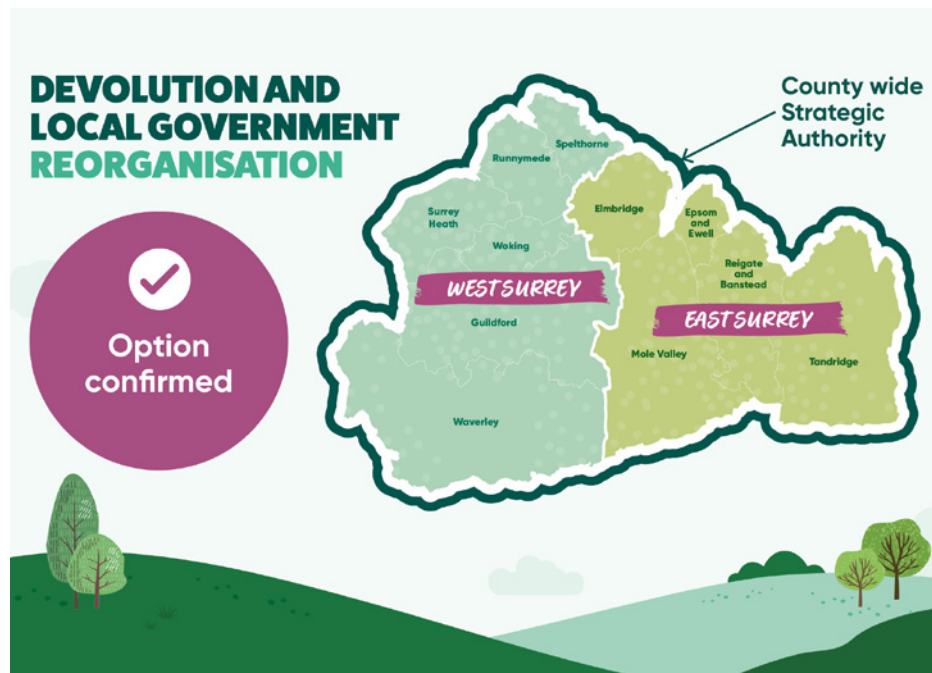 DEVOLUTION AND
LOCAL GOVERNMENT
REORGANISATION
Option
confirmed
County wide
Strategic
Authority
Spelthorne
Runnymede
Surrey
Heath
Woking
WEST SURREY
Guildford
Waverley
Elmbridge
Epsom
and
Ewell
Reigate
and
Banstead
EAST SURREY
Mole Valley
Tandridge